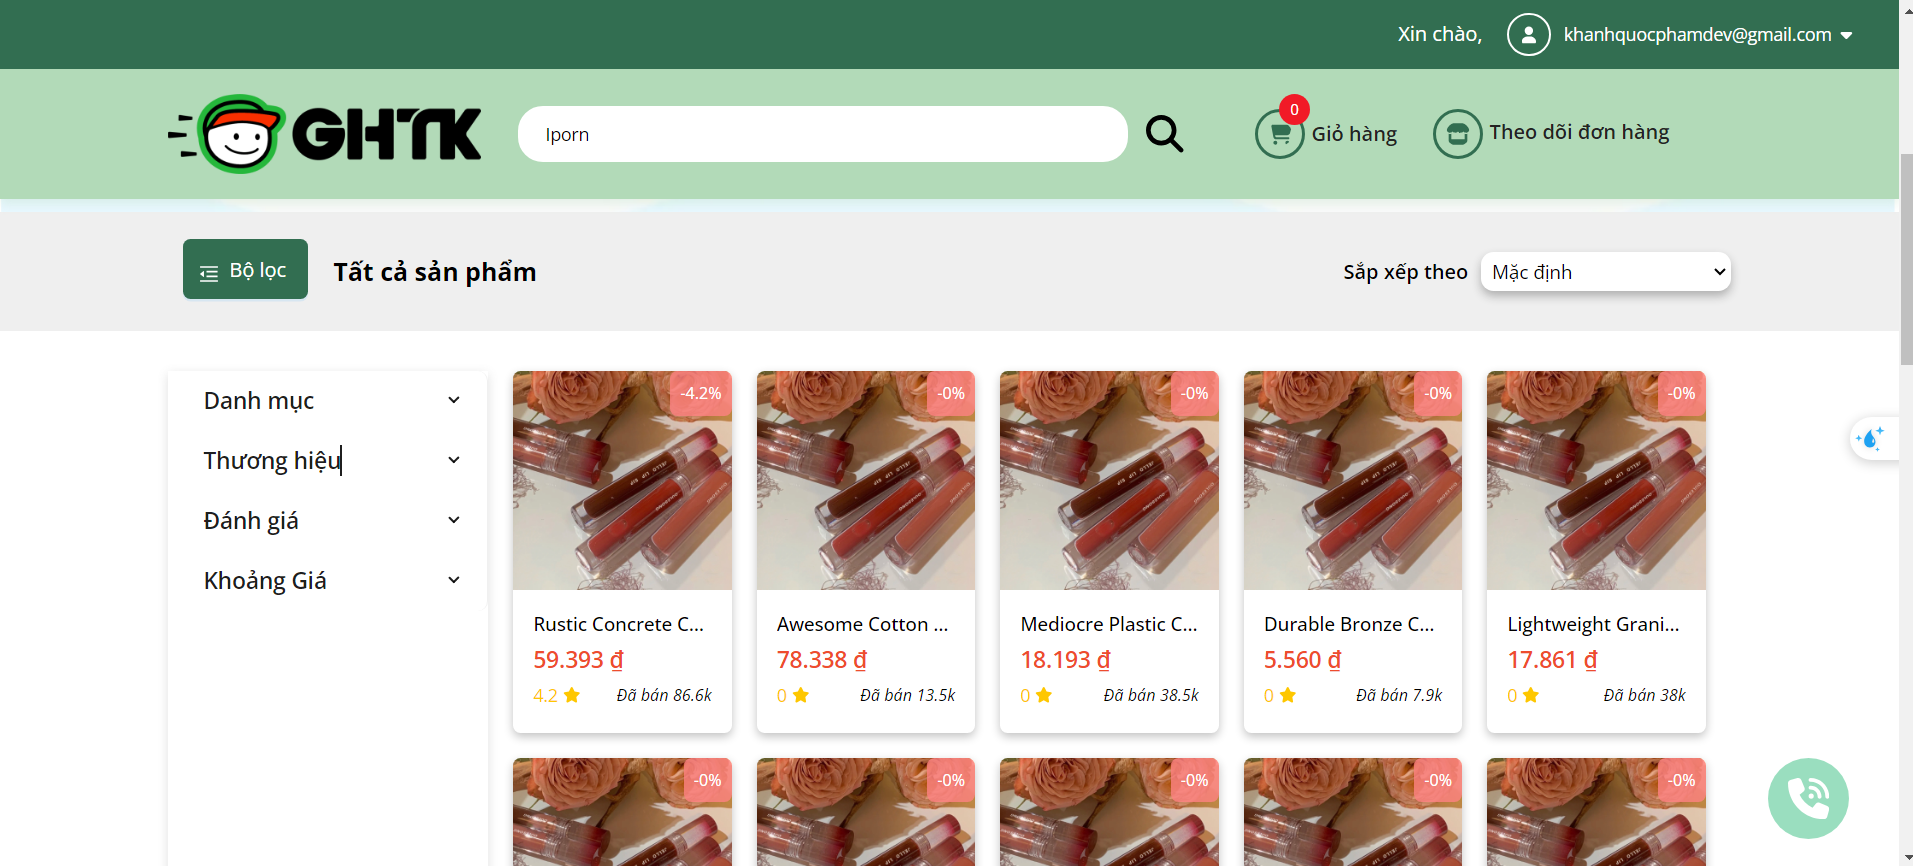 Xin chào,
khanhquocphamdev@gmail.com
GHTK
Iporn
0
Giỏ hàng
Theo dõi đơn hàng
Bộ lọc
Tất cả sản phẩm
Sắp xếp theo
Mặc định
Danh mục
Thương hiệu
Đánh giá
Khoảng Giá
-4.2%
Rustic Concrete C...
59.393 ₫
4.2
Đã bán 86.6k
-0%
Awesome Cotton ...
78.338 ₫
0
Đã bán 13.5k
-0%
Mediocre Plastic C...
18.193 ₫
0
Đã bán 38.5k
-0%
Durable Bronze C...
5.560 ₫
0
Đã bán 7.9k
-0%
Lightweight Grani...
17.861 ₫
0
Đã bán 38k
-0%
-0%
-0%
-0%
-0%